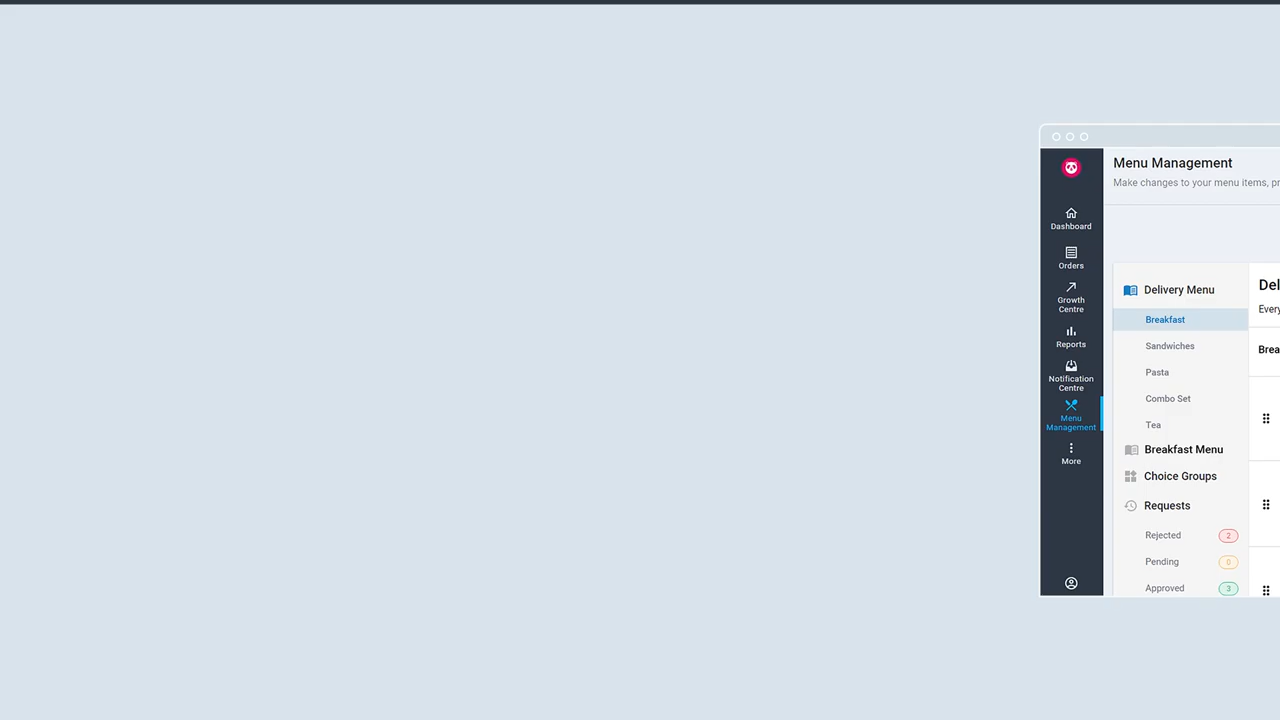 Menu Management
Make changes to your menu items, pr
Dashboard
Orders
Growth
Centre
Reports
Notification
Centre
Menu
Management
More
Delivery Menu
Breakfast
Sandwiches
Pasta
Combo Set
Tea
Breakfast Menu
Choice Groups
Requests
Rejected 2
Pending 0
Approved 3
Del
Every
Brea